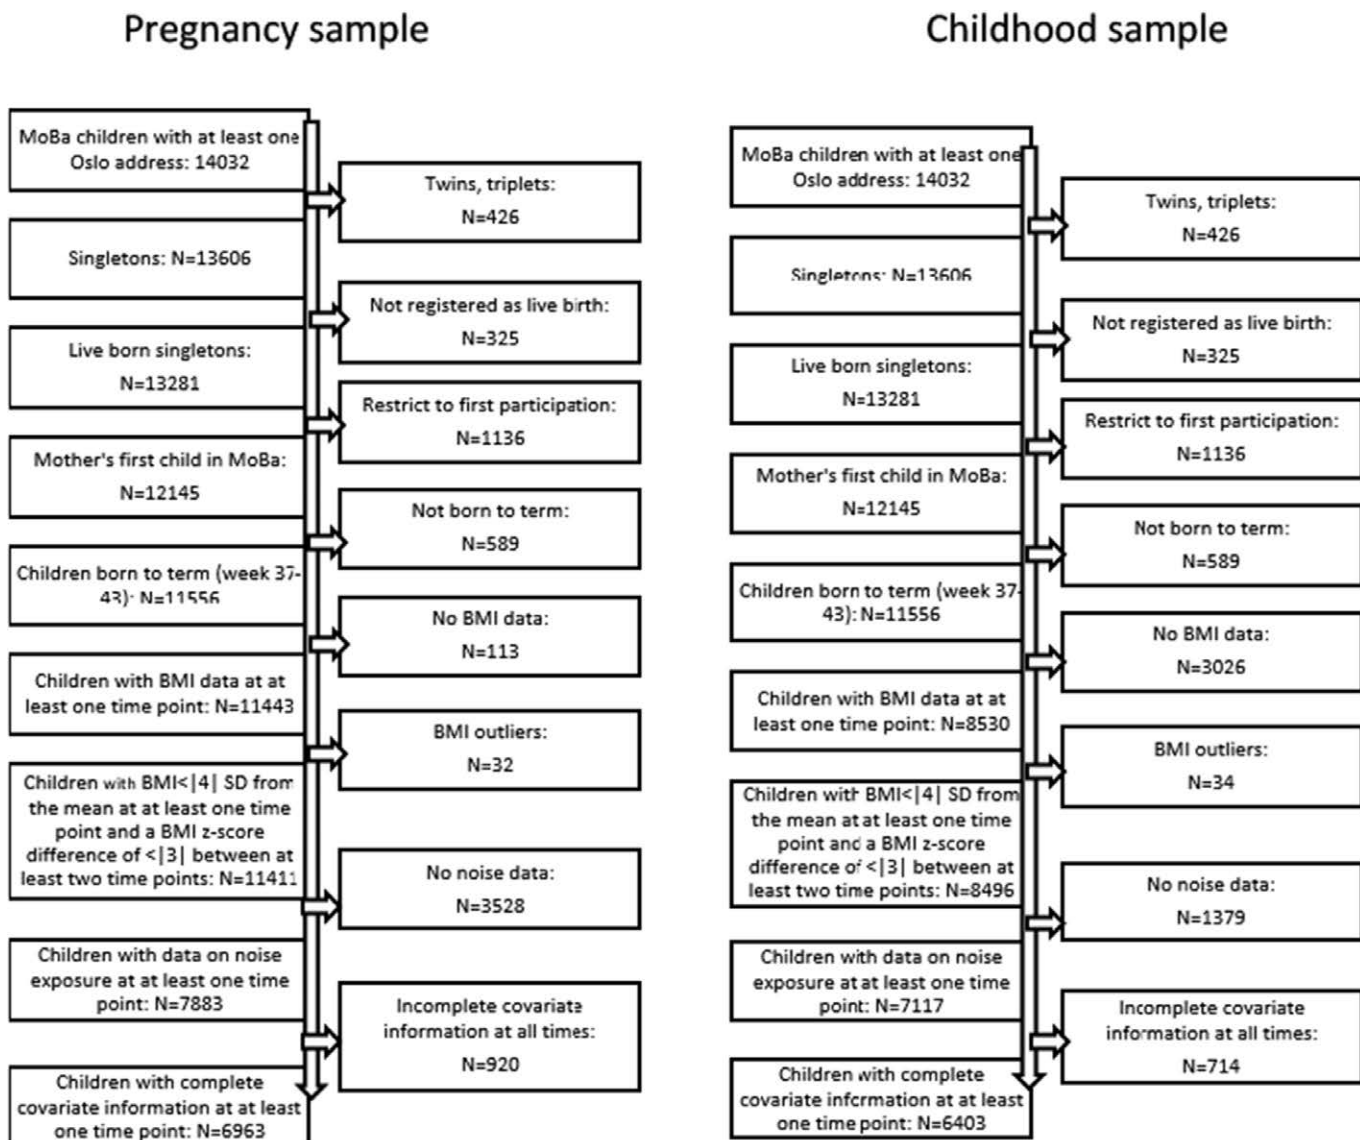 Pregnancy sample
MoBa children with at least one
Oslo address: 14032
Twins, triplets:
N=426
Singletons: N=13606
Not registered as live birth:
N=325
Live born singletons:
N=13281
Restrict to first participation:
N=1136
Mother's first child in MoBa:
N=12145
Not born to term:
N=589
Children born to term (week 37-
43): N=11556
No BMI data:
N=113
Children with BMI data at at
least one time point: N=11443
BMI outliers:
N=32
Children with BMI<|4| SD from
the mean at at least one time
point and a BMI z-score
difference of <|3| between at
least two time points: N=11411
No noise data:
N=3528
Children with data on noise
exposure at at least one time
point: N=7883
Incomplete covariate
information at all times:
N=920
Children with complete
covariate information at at least
one time point: N=6963
Childhood sample
MoBa children with at least one
Oslo address: 14032
Twins, triplets:
N=426
Singletons: N=13606
Not registered as live birth:
N=325
Live born singletons:
N=13281
Restrict to first participation:
N=1136
Mother's first child in MoBa:
N=12145
Not born to term:
N=589
Children born to term (week 37-
43): N=11556
No BMI data:
N=3026
Children with BMI data at at
least one time point: N=8530
BMI outliers:
N=34
Children with BMI<|4| SD from
the mean at at least one time
point and a BMI z-score
difference of <|3| between at
least two time points: N=8496
No noise data:
N=1379
Children with data on noise
exposure at at least one time
point: N=7117
Incomplete covariate
information at all times:
N=714
Children with complete
covariate information at at least
one time point: N=6403